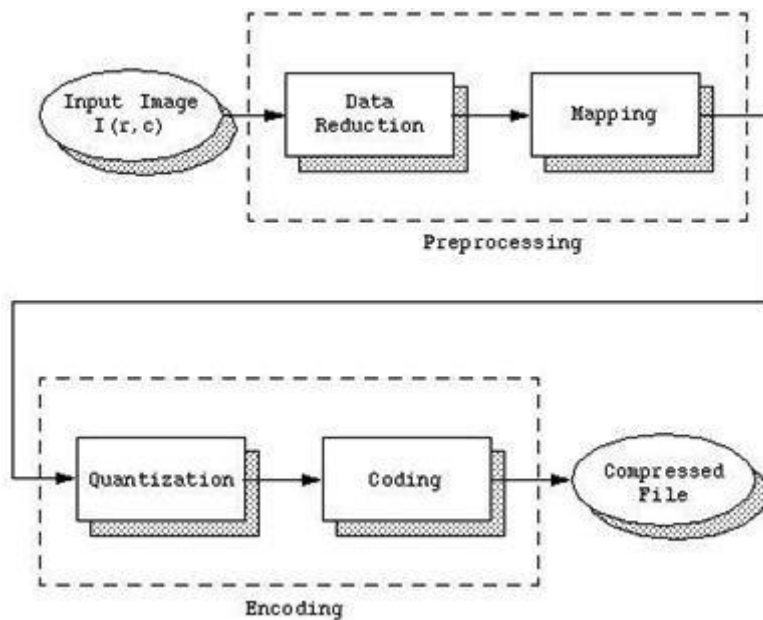 Input Image
I(r,c)
Data
Reduction
Mapping
Preprocessing
Quantization
Coding
Compressed
File
Encoding